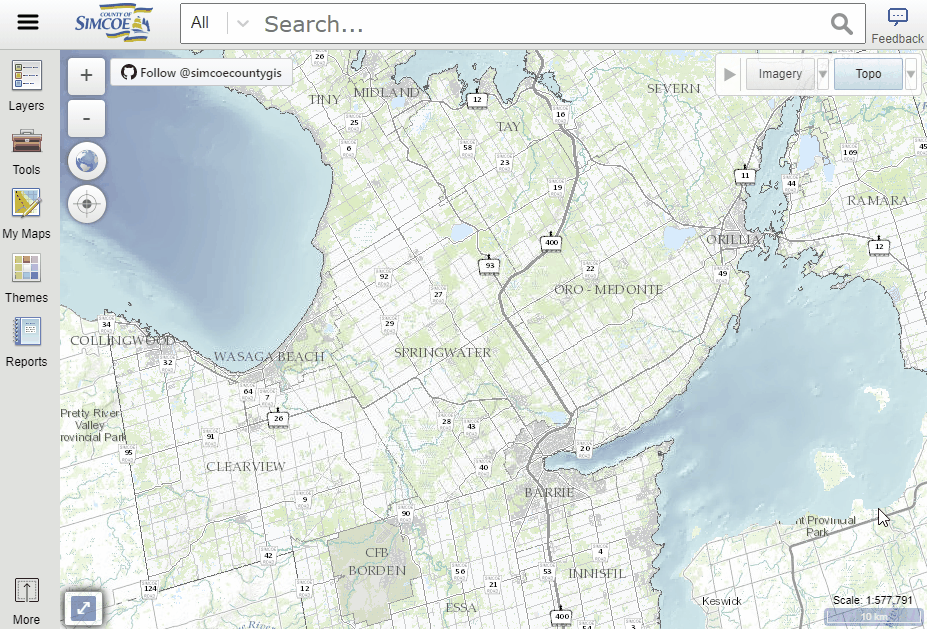 COUNTY OF
SIMCOE
All
Search...
Feedback
Layers
Tools
My Maps
Themes
Reports
More
+
-
Follow @simcoecountygis
Imagery
Topo
26
TINY
MIDLAND
SEVERN
12
16
25
TAY
6
58
23
169
45
11
44
19
RAMARA
ORILLIA
12
400
93
22
92
49
27
ORO - MEDONTE
29
34
COLLINGWOOD
WASAGA BEACH
SPRINGWATER
32
64
7
Pretty River
Valley
rovincial Park
26
28
43
91
95
20
CLEARVIEW
40
BARRIE
9
90
nt Provincial
Park
CFB
BORDEN
42
4
56
53
INNISFIL
21
124
12
ESSA
Keswick
Scale: 1:577,791
10 km
400
54
3
e River